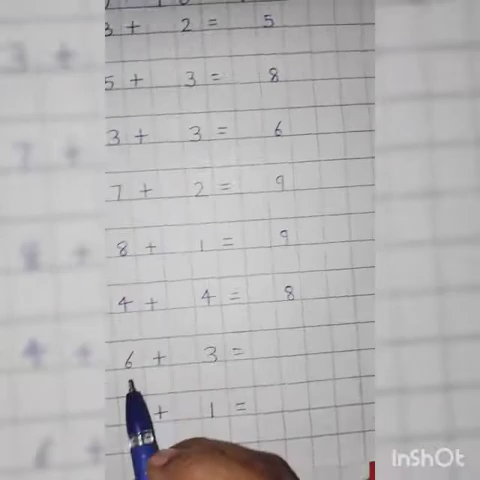 3 + 2 = 5
5 + 3 = 8
3 + 3 = 6
7 + 2 = 9
8 + 1 = 9
4 + 4 = 8
6 + 3 =
+ 1 =
InShOt